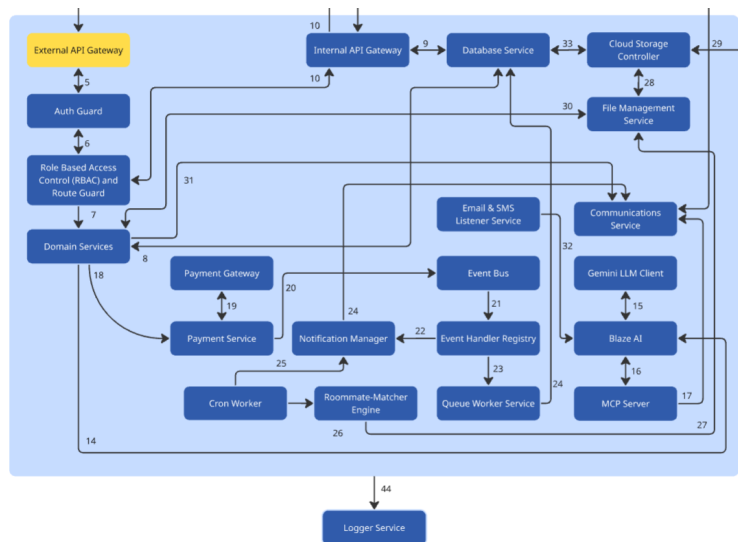 10
External API Gateway
Internal API Gateway
9
Database Service
33
Cloud Storage
Controller
29
5
10
28
Auth Guard
30
File Management
Service
6
Role Based Access
Control (RBAC) and
Route Guard
31
7
Email & SMS
Listener Service
Communications
Service
Domain Services
8
32
18
Payment Gateway
20
Event Bus
Gemini LLM Client
19
24
21
15
Payment Service
Notification Manager
22
Event Handler Registry
Blaze AI
25
23
24
16
Cron Worker
Roommate-Matcher
Engine
Queue Worker Service
MCP Server
17
26
27
14
44
Logger Service